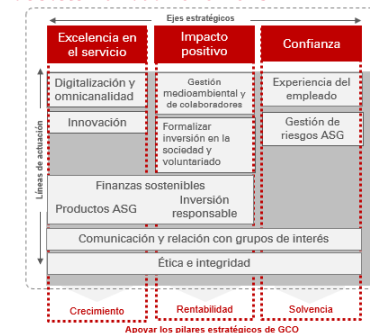 Ejes estratégicos
Excelencia en
el servicio
Impacto
positivo
Confianza
Líneas de actuación
Digitalización y
omnicanalidad
Gestión
medioambiental y
de colaboradores
Experiencia del
empleado
Innovación
Formalizar
inversión en la
sociedad y
voluntariado
Gestión de
riesgos ASG
Finanzas sostenibles
Productos ASG
Inversión
responsable
Comunicación y relación con grupos de interés
Ética e integridad
Crecimiento
Rentabilidad
Solvencia
Apoyar los pilares estratégicos de GCO